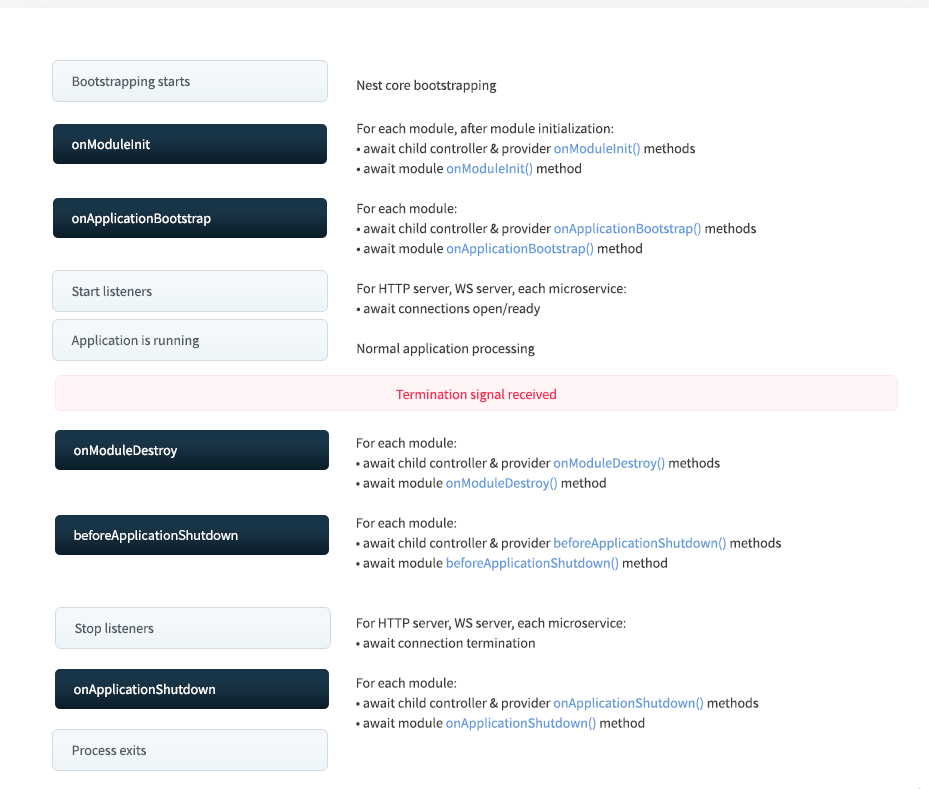 Bootstrapping starts
Nest core bootstrapping
onModuleInit
For each module, after module initialization:
• await child controller & provider onModuleInit() methods
• await module onModuleInit() method
onApplicationBootstrap
For each module:
• await child controller & provider onApplicationBootstrap() methods
• await module onApplicationBootstrap() method
Start listeners
For HTTP server, WS server, each microservice:
• await connections open/ready
Application is running
Normal application processing
Termination signal received
onModuleDestroy
For each module:
• await child controller & provider onModuleDestroy() methods
• await module onModuleDestroy() method
beforeApplicationShutdown
For each module:
• await child controller & provider beforeApplicationShutdown() methods
• await module beforeApplicationShutdown() method
Stop listeners
For HTTP server, WS server, each microservice:
• await connection termination
onApplicationShutdown
For each module:
• await child controller & provider onApplicationShutdown() methods
• await module onApplicationShutdown() method
Process exits